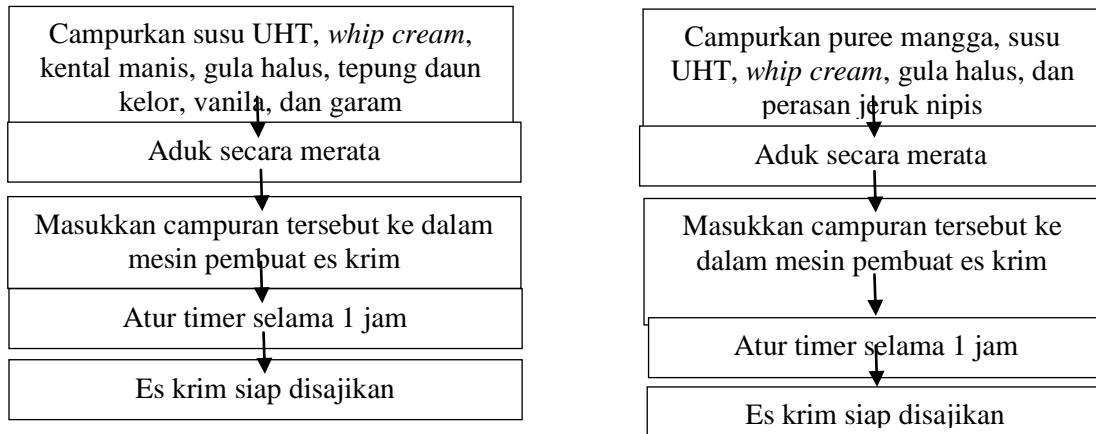 Campurkan susu UHT, whip cream,
kental manis, gula halus, tepung daun
kelor, vanila, dan garam
Aduk secara merata
Masukkan campuran tersebut ke dalam
mesin pembuat es krim
Atur timer selama 1 jam
Es krim siap disajikan
Campurkan puree mangga, susu
UHT, whip cream, gula halus, dan
perasan jeruk nipis
Aduk secara merata
Masukkan campuran tersebut ke
dalam mesin pembuat es krim
Atur timer selama 1 jam
Es krim siap disajikan